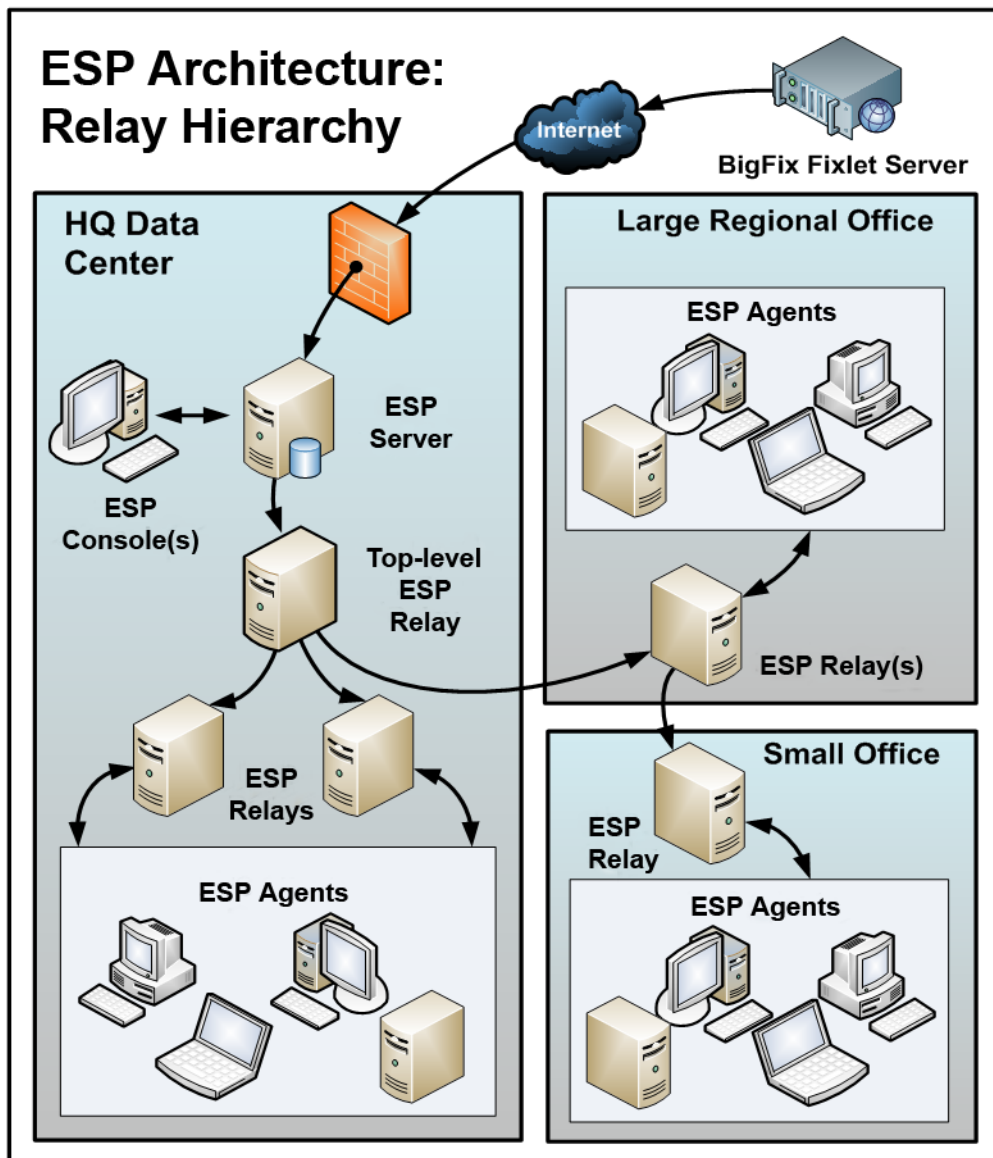 ESP Architecture:
Relay Hierarchy
Internet
BigFix Fixlet Server
HQ Data
Center
ESP
Server
ESP
Console(s)
Top-level
ESP
Relay
ESP
Relays
ESP Agents
Large Regional Office
ESP Agents
ESP Relay(s)
Small Office
ESP
Relay
ESP Agents